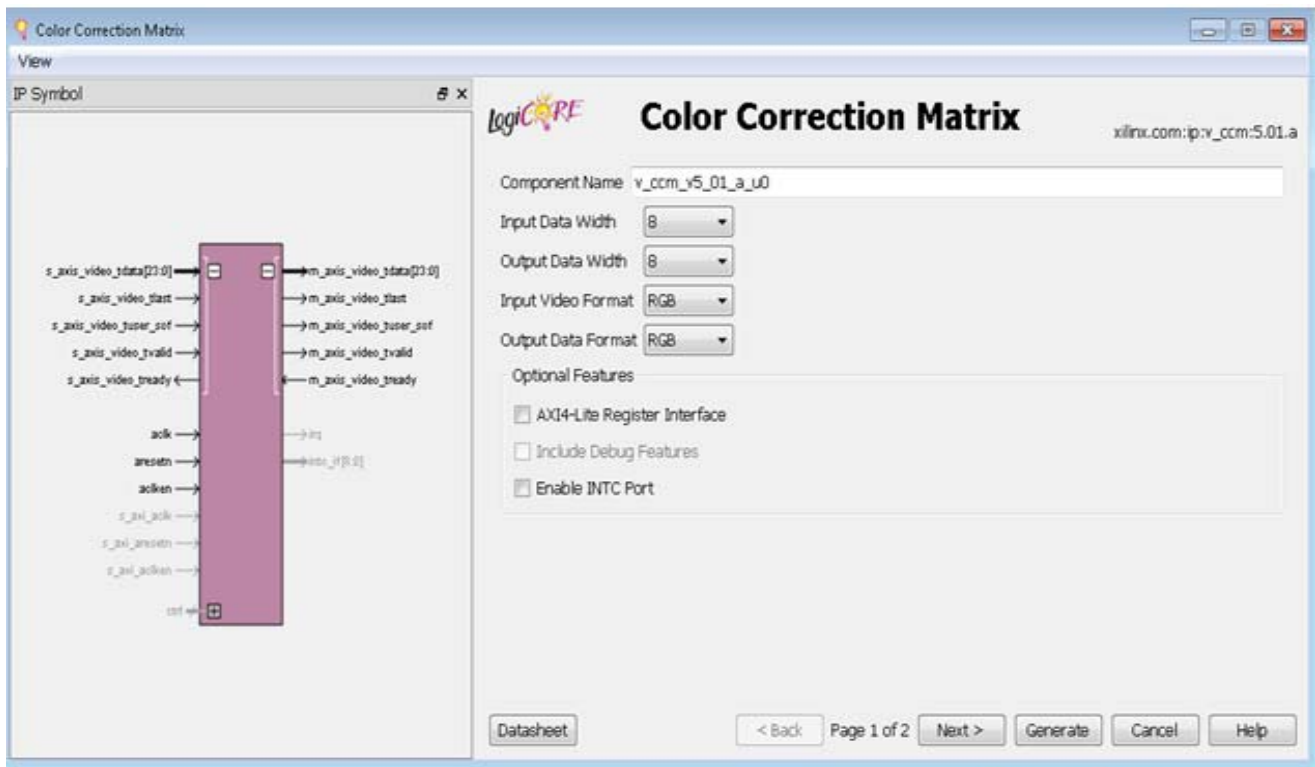 Color Correction Matrix
View
IP Symbol
s_axis_video_tdata[23:0]
s_axis_video_tlast
s_axis_video_tuser_sof
s_axis_video_tvalid
s_axis_video_tready
aclk
aresetn
aclken
s_axi_aclk
s_axi_aresetn
s_axi_aclken
m_axis_video_tdata[23:0]
m_axis_video_tlast
m_axis_video_tuser_sof
m_axis_video_tvalid
m_axis_video_tready
irq
intc_if[8:0]
LogiCORE
Color Correction Matrix
xilinx.com:ip:v_ccm:5.01.a
Component Name v_ccm_v5_01_a_u0
Input Data Width 8
Output Data Width 8
Input Video Format RGB
Output Data Format RGB
Optional Features
AXI4-Lite Register Interface
Include Debug Features
Enable INTC Port
Datasheet
< Back Page 1 of 2 Next > Generate Cancel Help